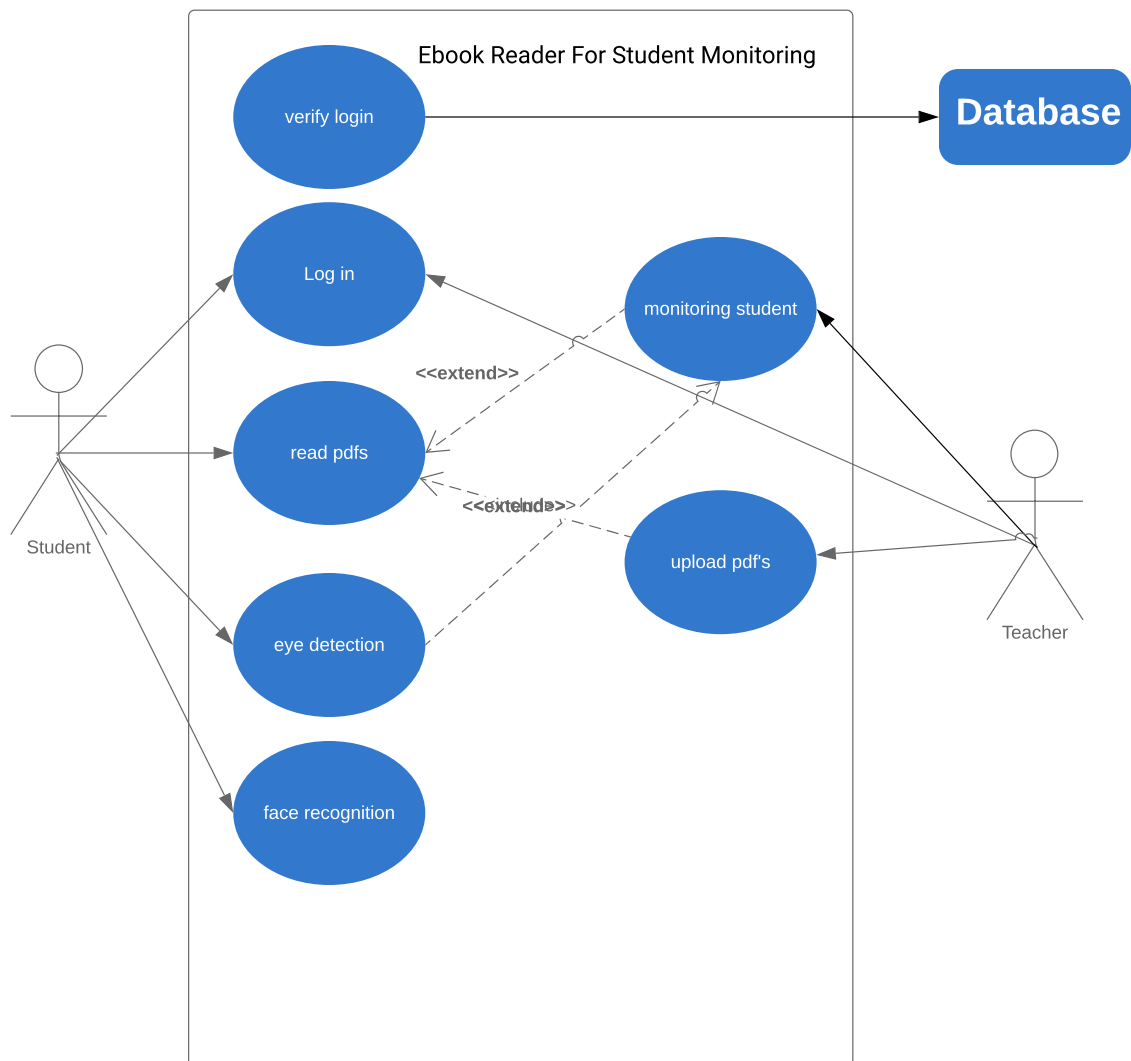 Ebook Reader For Student Monitoring
verify login
Database
Log in
monitoring student
<<extend>>
read pdfs
<<extend>>
upload pdf's
Student
Teacher
eye detection
face recognition